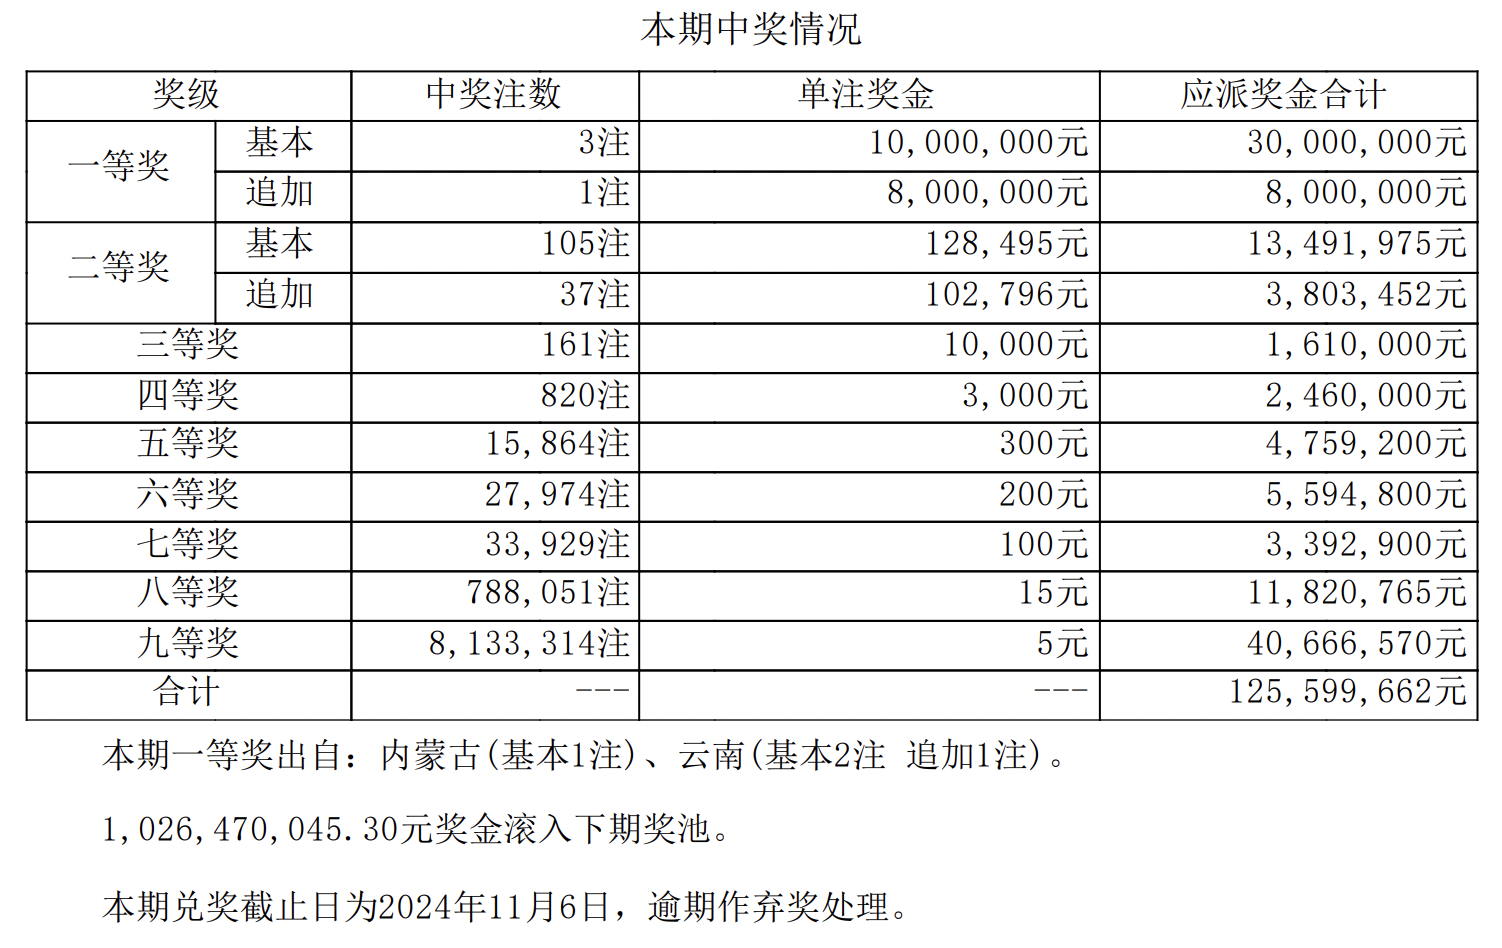 本期中奖情况
奖级 中奖注数 单注奖金 应派奖金合计
一等奖 基本 3注 10,000,000元 30,000,000元
追加 1注 8,000,000元 8,000,000元
二等奖 基本 105注 128,495元 13,491,975元
追加 37注 102,796元 3,803,452元
三等奖 161注 10,000元 1,610,000元
四等奖 820注 3,000元 2,460,000元
五等奖 15,864注 300元 4,759,200元
六等奖 27,974注 200元 5,594,800元
七等奖 33,929注 100元 3,392,900元
八等奖 788,051注 15元 11,820,765元
九等奖 8,133,314注 5元 40,666,570元
合计 --- --- 125,599,662元
本期一等奖出自：内蒙古(基本1注)、云南(基本2注 追加1注)。
1,026,470,045.30元奖金滚入下期奖池。
本期兑奖截止日为2024年11月6日，逾期作弃奖处理。